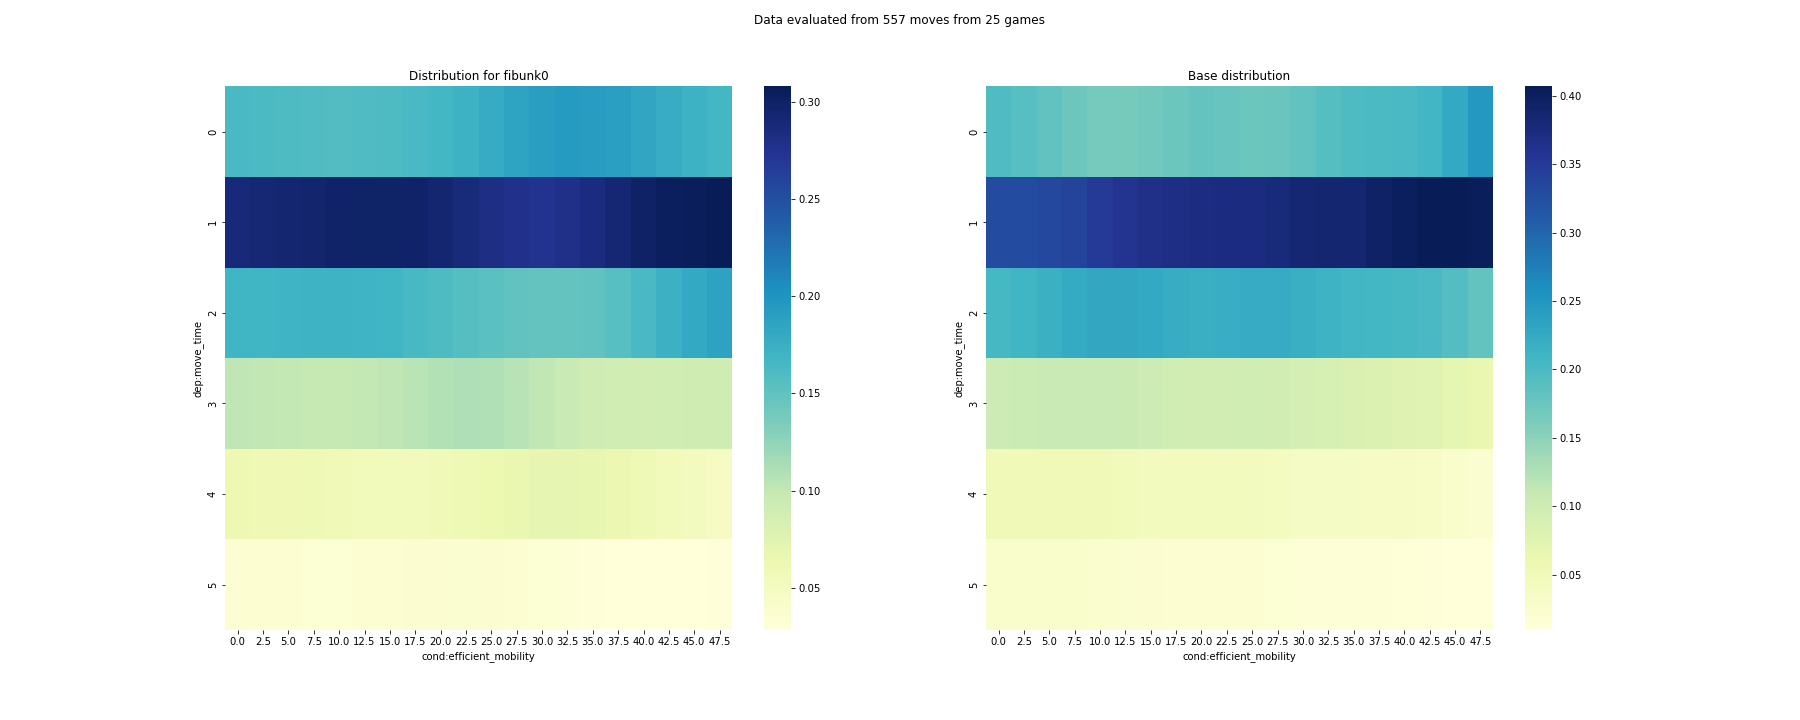 Data evaluated from 557 moves from 25 games
Distribution for fibunk0
dep:move_time
0
1
2
3
4
5
0.0 2.5 5.0 7.5 10.0 12.5 15.0 17.5 20.0 22.5 25.0 27.5 30.0 32.5 35.0 37.5 40.0 42.5 45.0 47.5
cond:efficient_mobility
0.30
0.25
0.20
0.15
0.10
0.05
Base distribution
dep:move_time
0
1
2
3
4
5
0.0 2.5 5.0 7.5 10.0 12.5 15.0 17.5 20.0 22.5 25.0 27.5 30.0 32.5 35.0 37.5 40.0 42.5 45.0 47.5
cond:efficient_mobility
0.40
0.35
0.30
0.25
0.20
0.15
0.10
0.05